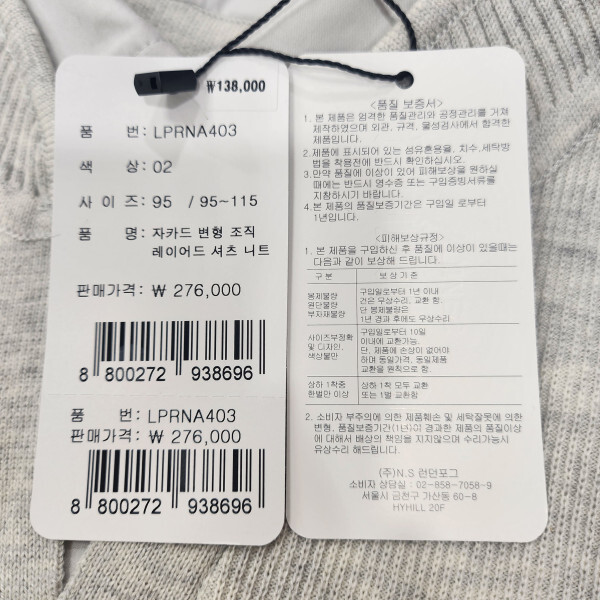 ₩138,000
품 번: LPRNA403
색 상: 02
사 이 즈: 95 / 95~115
품 명: 자카드 변형 조직
레이어드 셔츠 니트
판매가격: ₩ 276,000
8 800272 938696
품 번: LPRNA403
판매가격: ₩ 276,000
8 800272 938696
<품질 보증서>
1. 본 제품은 엄격한 품질관리와 공정관리를 거쳐
제작하였으며 외관, 규격, 물성검사에서 합격한
제품입니다.
2. 제품에 표시되어 있는 섬유혼용율, 치수, 세탁방
법을 착용전에 반드시 확인하십시오.
3. 만약 품질에 이상이 있어 피해보상을 원하실
때에는 반드시 영수증 또는 구입증빙서류를
지참하시기 바랍니다.
4. 본 제품의 품질보증기간은 구입일 로부터
1년입니다.
<피해보상규정>
1. 본 제품을 구입하신 후 품질에 이상이 있을때는
다음과 같이 보상해 드립니다.
구 분 보 상 기 준
봉제불량
원단불량
부자재불량
구입일로부터 1년 이내
건은 무상수리, 교환 함.
단 봉제불량은
1년 경과 후에도 무상수리
사이즈부정확
및 디자인,
색상불만
구입일로부터 10일
이내에 교환가능.
단, 제품에 손상이 없어야
하며 동일가격, 동일제품
교환을 원칙으로 함.
상하 1착중
한벌만 이상
상하 1착 모두 교환
또는 1벌 교환함
2. 소비자 부주의에 의한 제품훼손 및 세탁잘못에 의한
변형, 품질보증기간(1년)이 경과한 제품의 품질이상
에 대해서 배상의 책임을 지지않으며 수리가능시
유상수리 해드립니다.
(주)N.S 런던포그
소비자 상담실 : 02-858-7058~9
서울시 금천구 가산동 60-8
HYHILL 20F